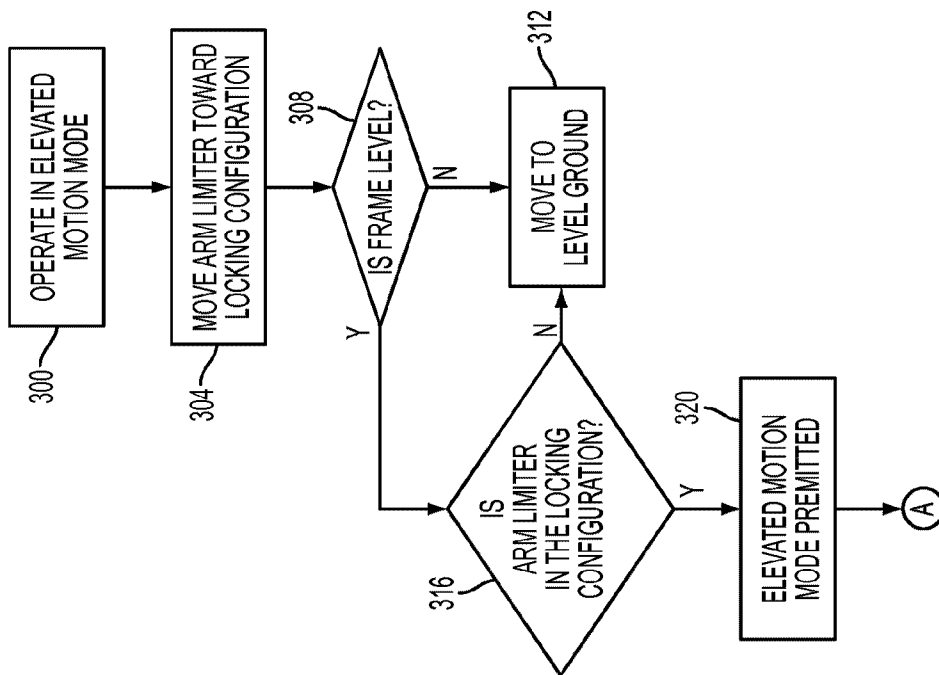 OPERATE IN ELEVATED
MOTION MODE
300
MOVE ARM LIMITER TOWARD
LOCKING CONFIGURATION
304
IS FRAME LEVEL?
308
Y
N
MOVE TO
LEVEL GROUND
312
IS
ARM LIMITER
IN THE LOCKING
CONFIGURATION?
316
N
Y
ELEVATED MOTION
MODE PREMITTED
320
A